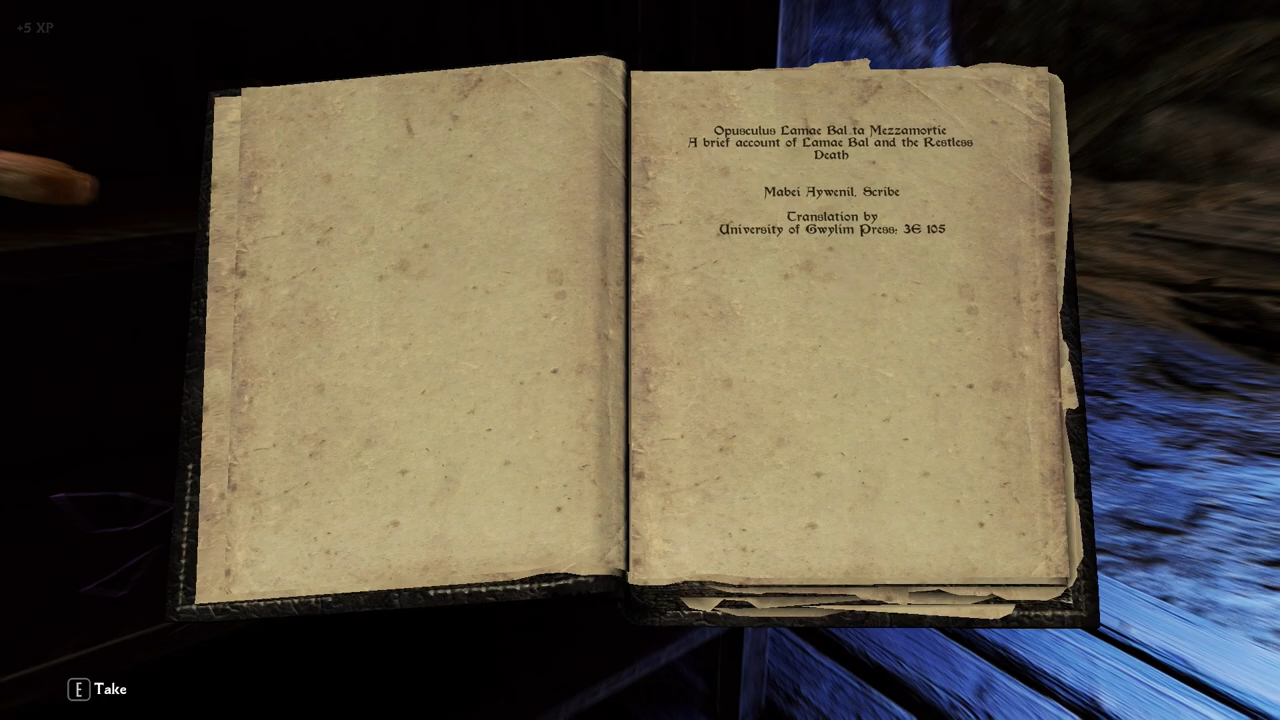 +5 XP
Opusculus Lamae Bal ta Mezzamortie
A brief account of Lamae Bal and the Restless
Death
Mabei Aywenil, Scribe
Translation by
University of Gwylim Press; 3E 105
E Take